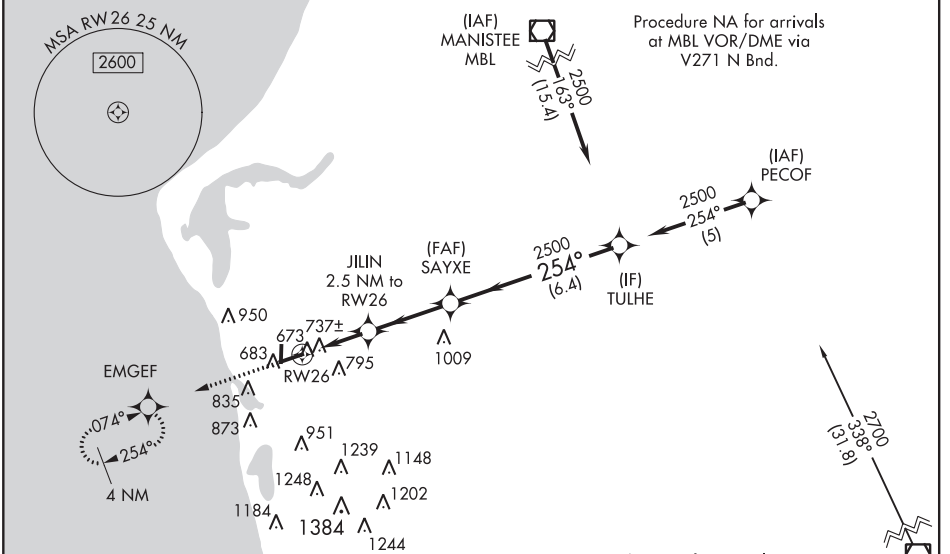 MSA RW26 25 NM
2600
(IAF)
MANISTEE
MBL
2500
163°
(15.4)
Procedure NA for arrivals
at MBL VOR/DME via
V271 N Bnd.
(IAF)
PECOF
2500
254°
(5)
(IF)
TULHE
2500
254°
(6.4)
(FAF)
SAYXE
JILIN
2.5 NM to
RW26
950
673
737±
683
RW26
795
1009
EMGEF
074°
254°
4 NM
835
873
951
1239
1148
1248
1202
1184
1384
1244
2700
338°
(31.8)